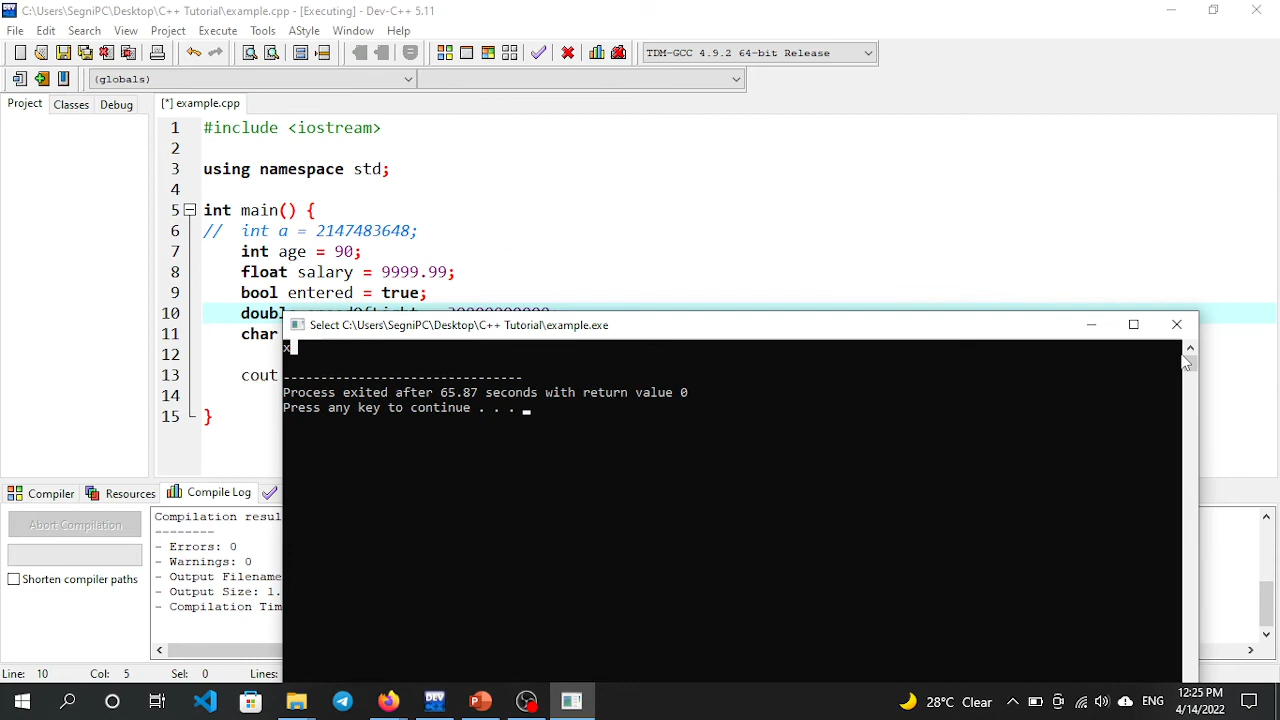 C:\Users\SegniPC\Desktop\C++ Tutorial\example.cpp - [Executing] - Dev-C++ 5.11
File Edit Search View Project Execute Tools AStyle Window Help
TDM-GCC 4.9.2 64-bit Release
(globals)
Project Classes Debug
[*] example.cpp
1 #include <iostream>
2
3 using namespace std;
4
5 int main() {
6 // int a = 2147483648;
7 int age = 90;
8 float salary = 9999.99;
9 bool entered = true;
10
11 char
12
13 cout
14
15 }
Select C:\Users\SegniPC\Desktop\C++ Tutorial\example.exe
x
--------------------------------
Process exited after 65.87 seconds with return value 0
Press any key to continue . . .
Compiler Resources Compile Log
Abort Compilation
Shorten compiler paths
Compilation resul
--------
- Errors: 0
- Warnings: 0
- Output Filename
- Output Size: 1.
- Compilation Tim
Line: 10 Col: 5 Sel: 0 Lines:
DEV
28°C Clear
ENG
12:25 PM
4/14/2022